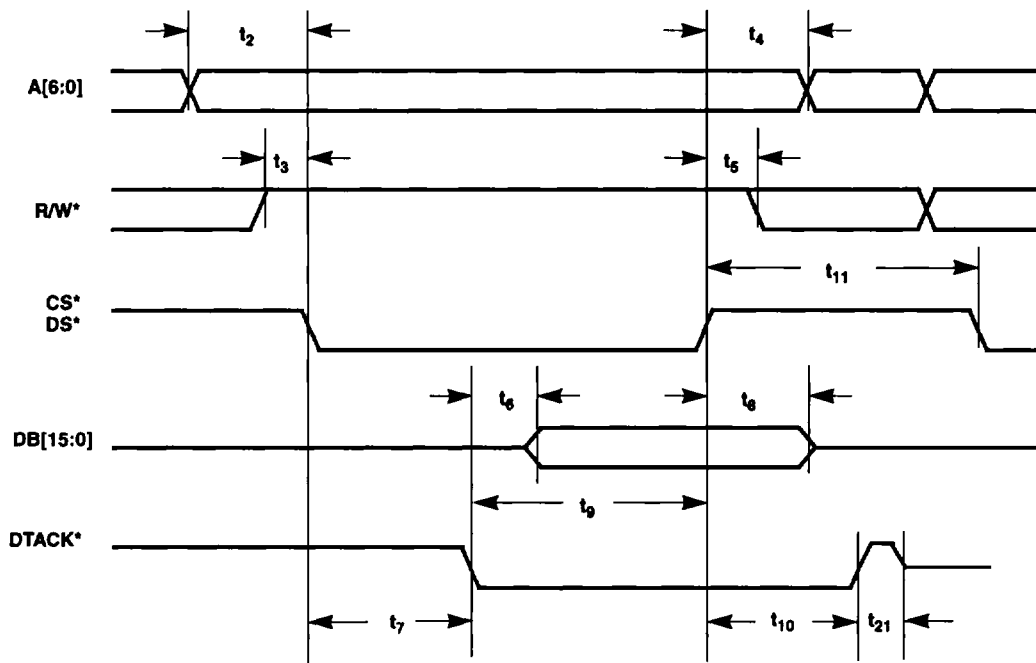 t₂ t₄
A[6:0]
t₃ t₅
R/W*
t₁₁
CS*
DS*
t₆ t₈
DB[15:0]
t₉
DTACK*
t₇ t₁₀ t₂₁